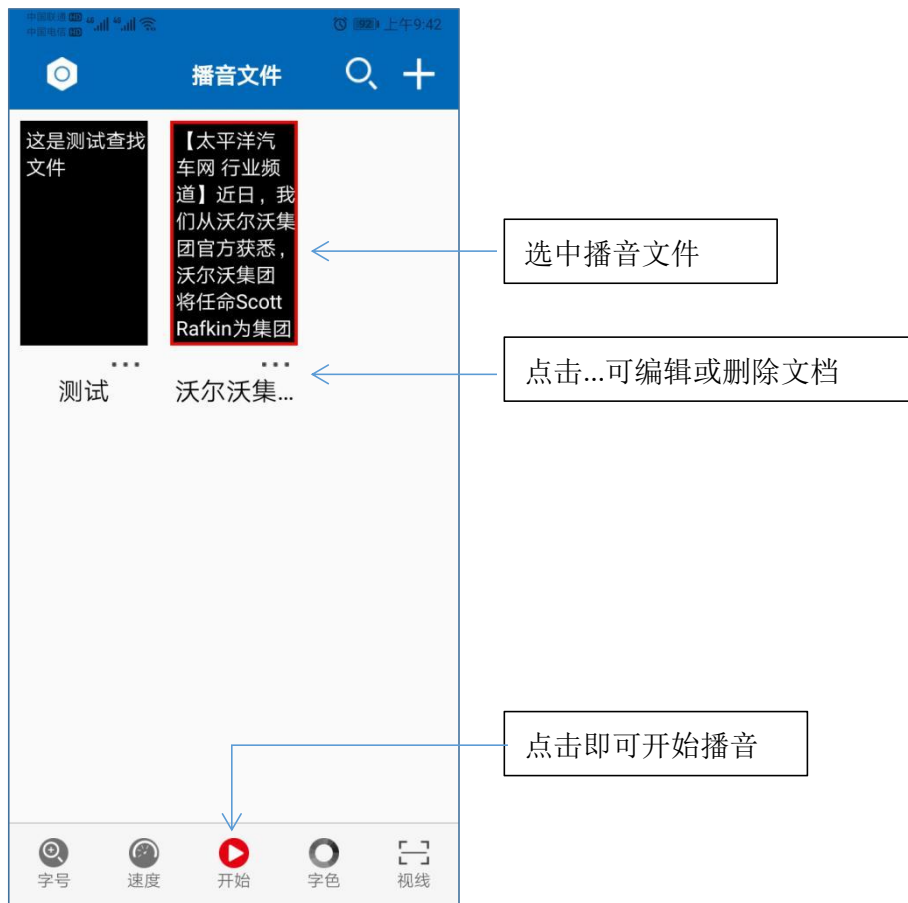 中国联通 HD 4G 4G
中国电信 HD
92 上午9:42
播音文件
这是测试查找
文件
测试
【太平洋汽
车网 行业频
道】近日，我
们从沃尔沃集
团官方获悉，
沃尔沃集团
将任命Scott
Rafkin为集团
沃尔沃集...
选中播音文件
点击...可编辑或删除文档
点击即可开始播音
字号
速度
开始
字色
视线